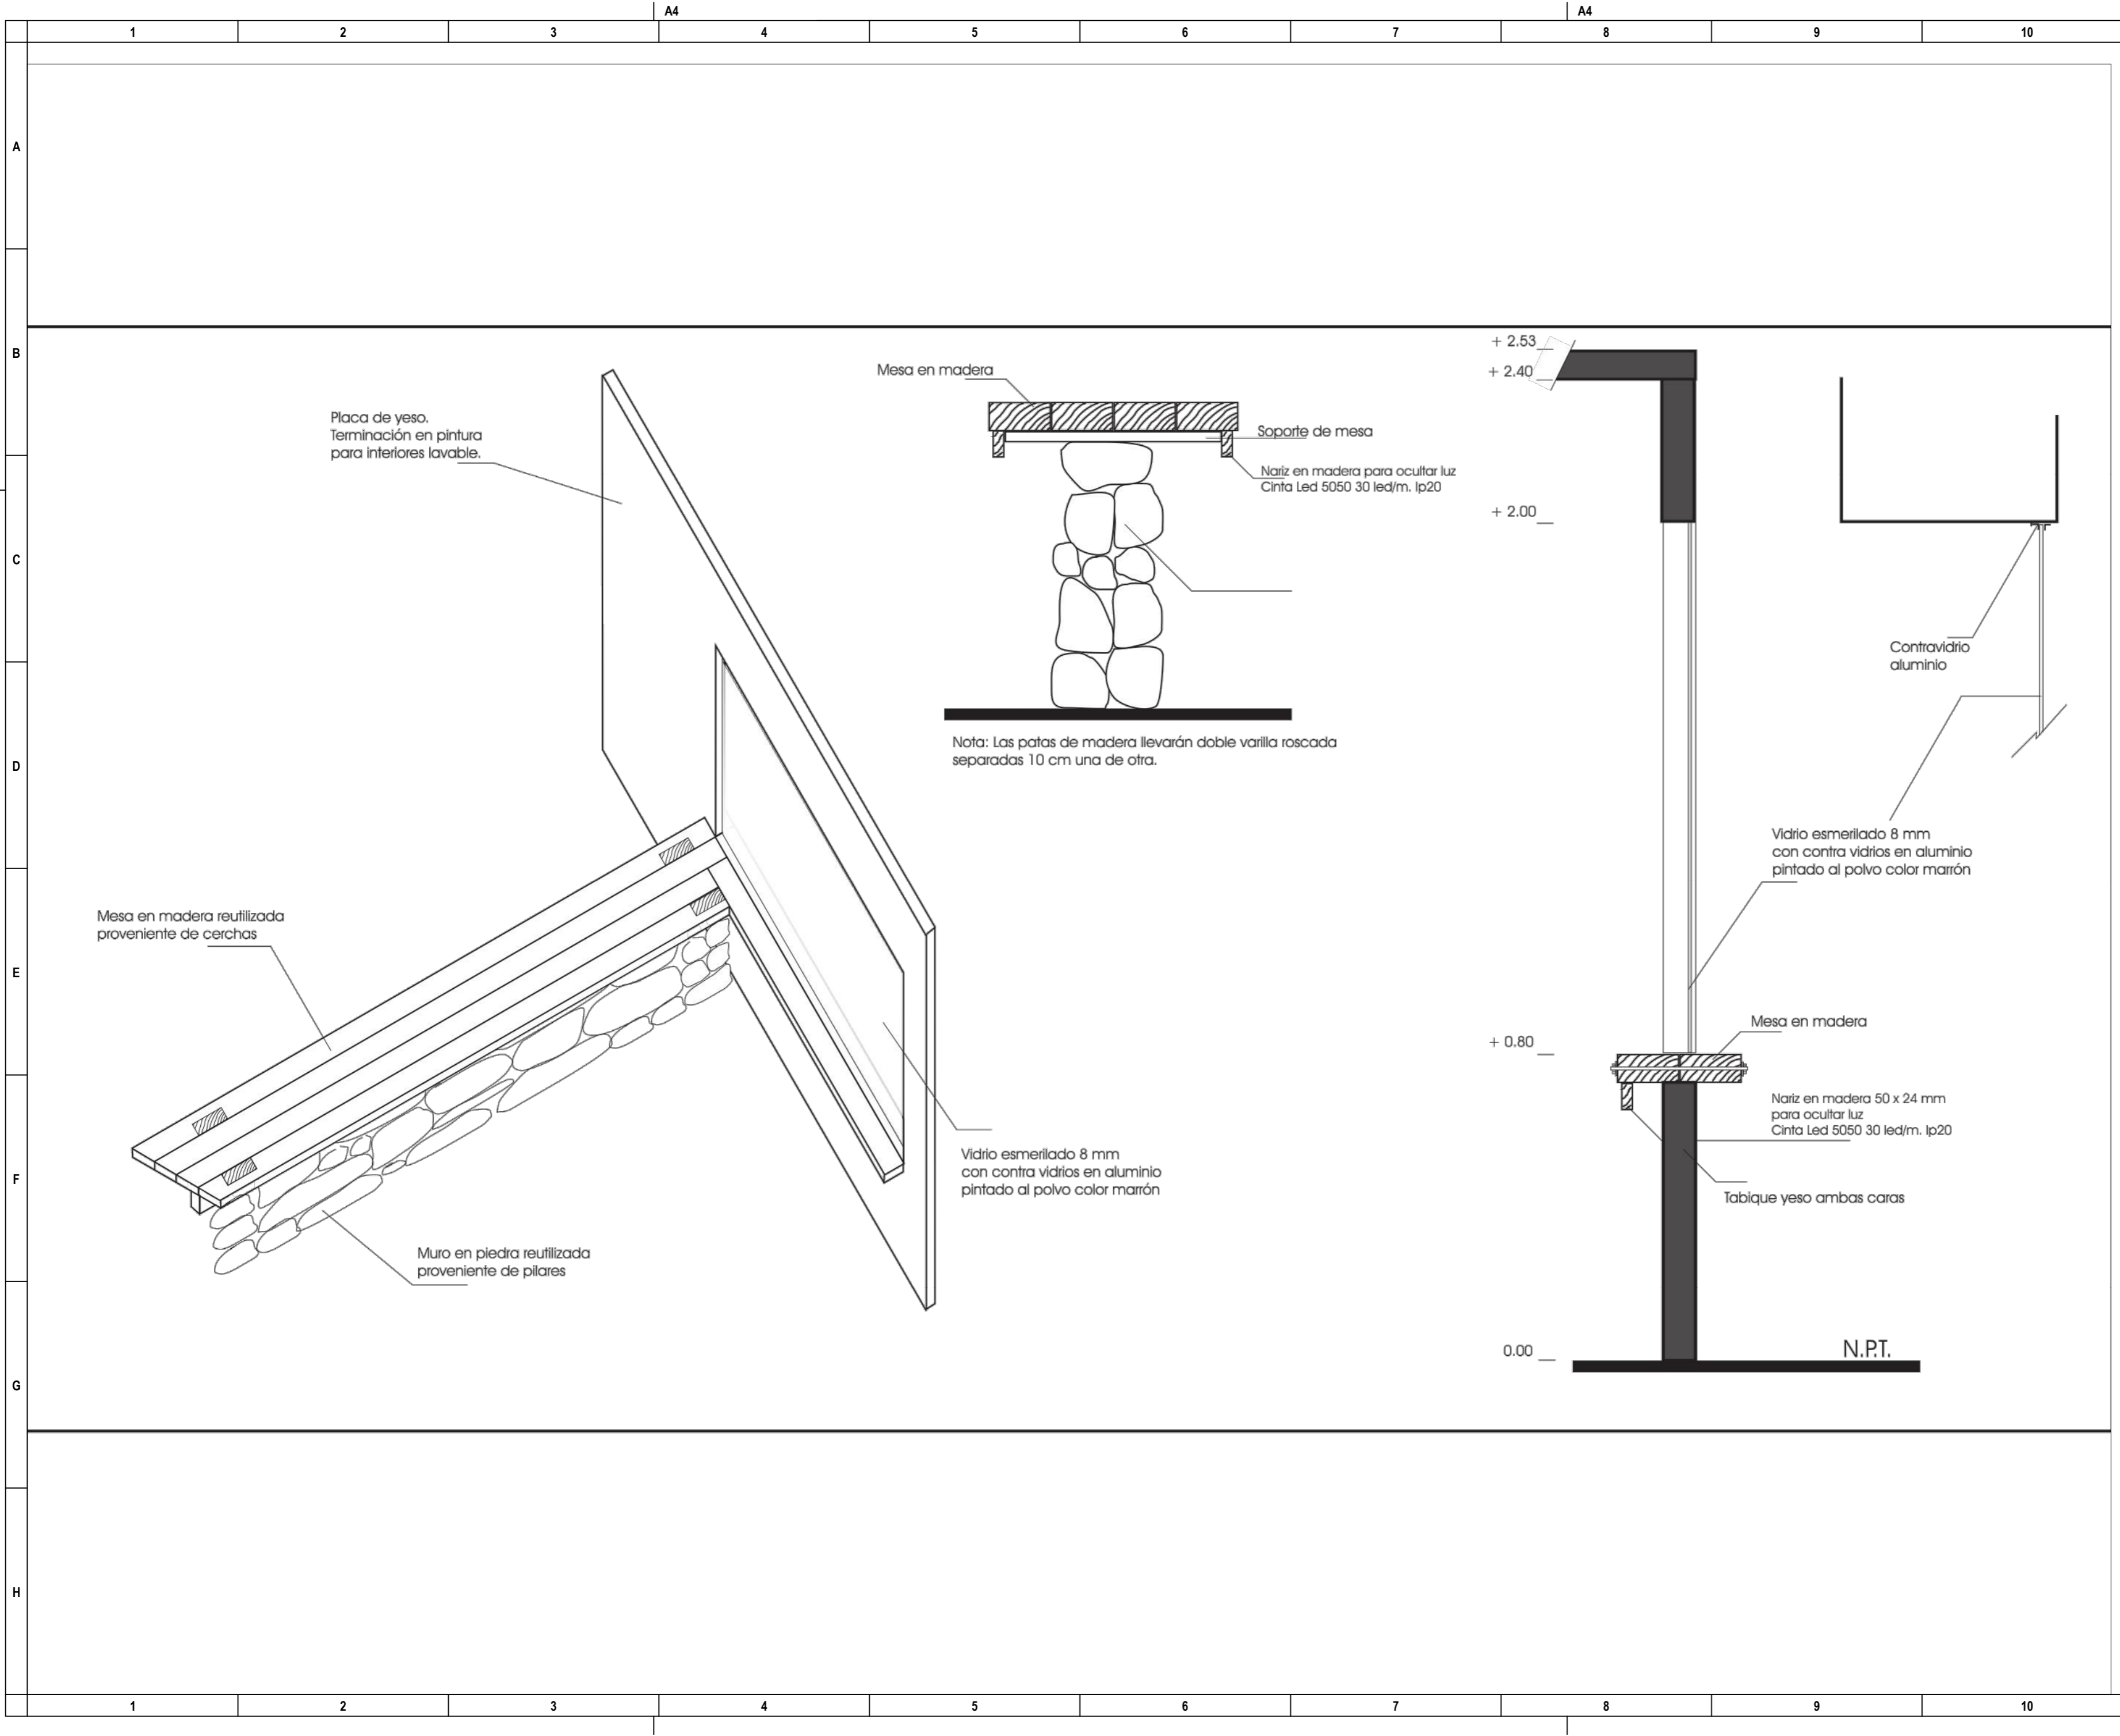 A4
A4
1 2 3 4 5 6 7 8 9 10
A
B
C
D
E
F
G
H
Placa de yeso.
Terminación en pintura
para interiores lavable.
Mesa en madera reutilizada
proveniente de cerchas
Muro en piedra reutilizada
proveniente de pilares
Vidrio esmerilado 8 mm
con contra vidrios en aluminio
pintado al polvo color marrón
Mesa en madera
Soporte de mesa
Nariz en madera para ocultar luz
Cinta Led 5050 30 led/m. Ip20
Nota: Las patas de madera llevarán doble varilla roscada
separadas 10 cm una de otra.
+ 2.53
+ 2.40
+ 2.00
+ 0.80
0.00
Contravidrio
aluminio
Vidrio esmerilado 8 mm
con contra vidrios en aluminio
pintado al polvo color marrón
Mesa en madera
Nariz en madera 50 x 24 mm
para ocultar luz
Cinta Led 5050 30 led/m. Ip20
Tabique yeso ambas caras
N.P.T.
1 2 3 4 5 6 7 8 9 10